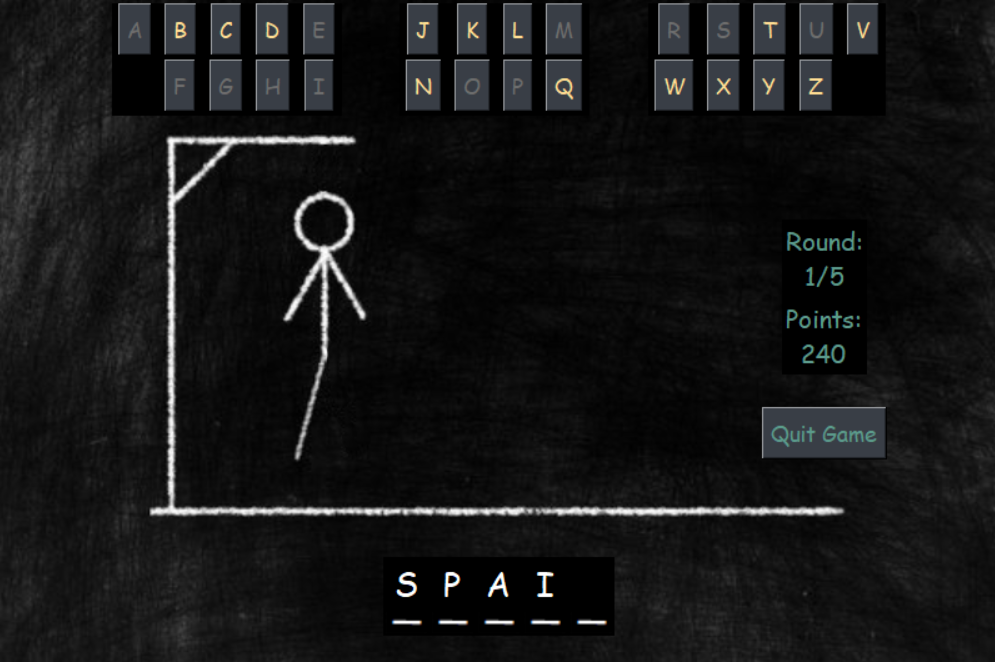 A B C D E J K L M R S T U V
F G H I N O P Q W X Y Z
Round:
1/5
Points:
240
Quit Game
S P A I